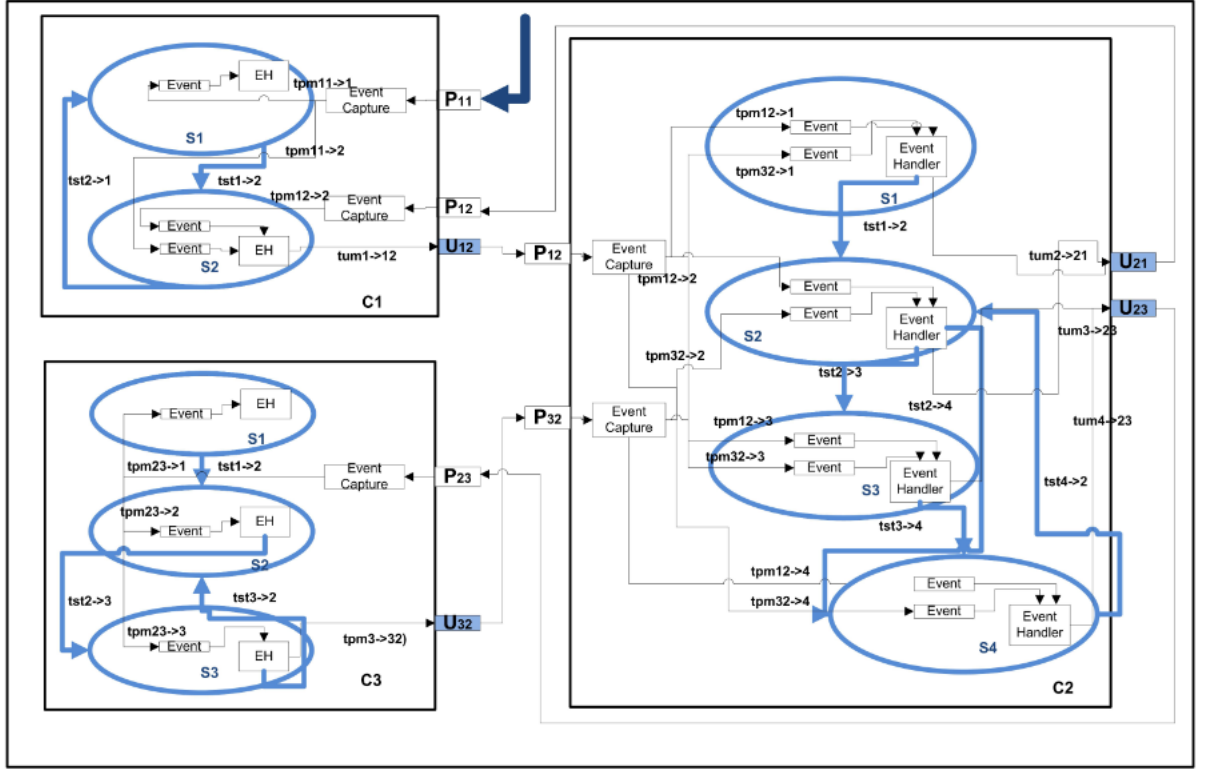 EH
Event
tpm11->1
Event
Capture
P11
S1
tpm11->2
tst2->1
tst1->2
tpm12->2
Event
Capture
P12
Event
Event
EH
S2
tum1->12
U12
C1
EH
Event
S1
tpm23->1
tst1->2
Event
Capture
P23
tpm23->2
EH
Event
S2
tst2->3
tst3->2
tpm23->3
Event
EH
S3
U32
tpm3->32)
C3
tpm12->1
Event
Event
tpm32->1
Event
Handler
S1
tst1->2
P12
Event
Capture
tpm12->2
Event
Event
Event
Handler
S2
tum2->21
U21
U23
tum3->23
tpm32->2
tst2->3
tst2->4
P32
Event
Capture
tpm12->3
Event
tpm32->3
Event
Event
Handler
S3
tum4->23
tst4->2
tst3->4
tpm12->4
Event
tpm32->4
Event
Event
Handler
S4
C2